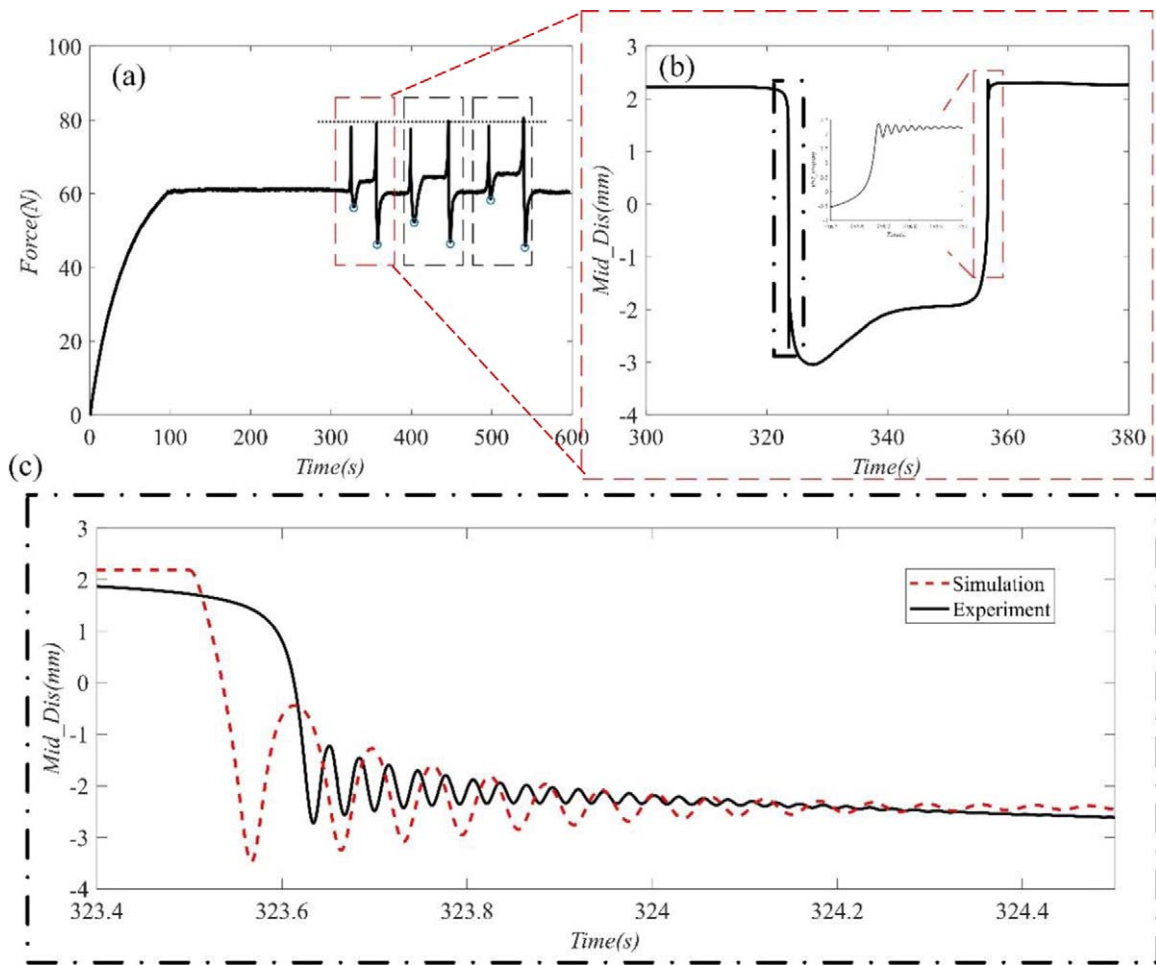 (a)
100
80
60
40
20
0
Force(N)
0 100 200 300 400 500 600
Time(s)
(b)
3
2
1
0
-1
-2
-3
-4
Mid_Dis(mm)
300 320 340 360 380
Time(s)
(c)
3
2
1
0
-1
-2
-3
-4
Mid_Dis(mm)
Simulation
Experiment
323.4 323.6 323.8 324 324.2 324.4
Time(s)